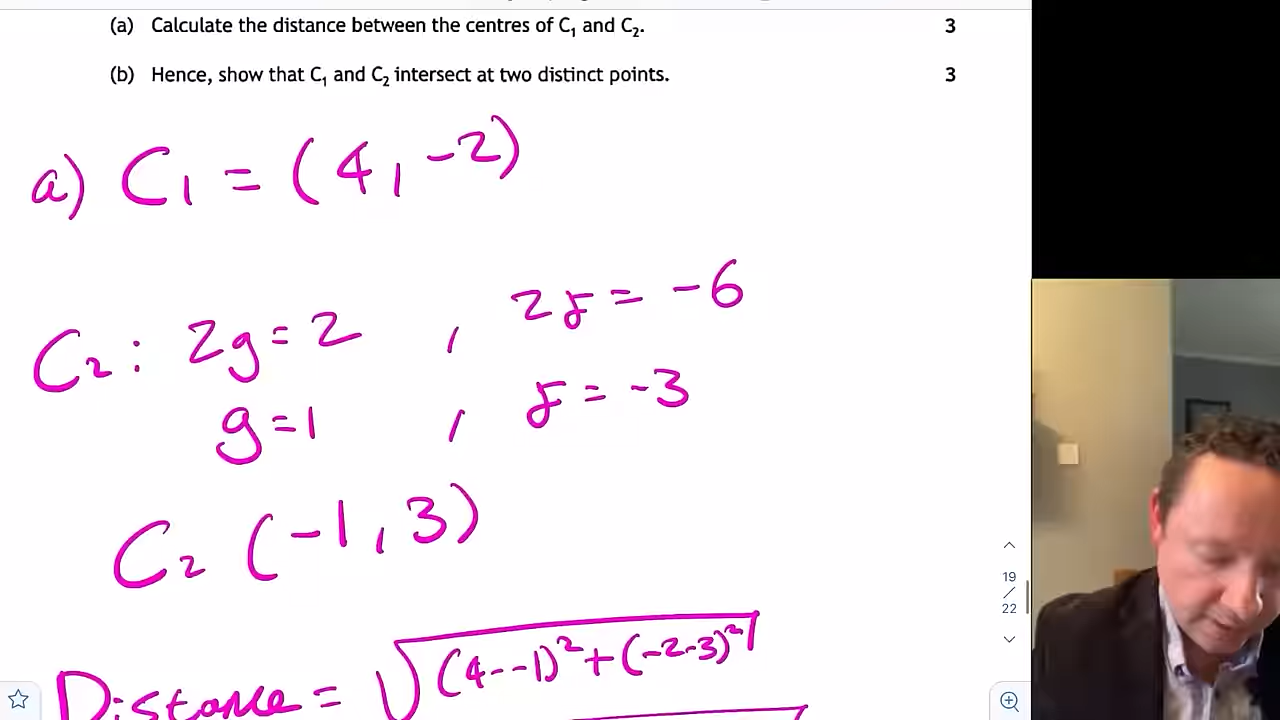 (a) Calculate the distance between the centres of C₁ and C₂. 3
(b) Hence, show that C₁ and C₂ intersect at two distinct points. 3
a) C₁ = (4, -2)
C₂: 2g = 2 , 2f = -6
g = 1 , f = -3
C₂ (-1, 3)
19
/
22
Distance = √(4--1)²+(-2-3)²